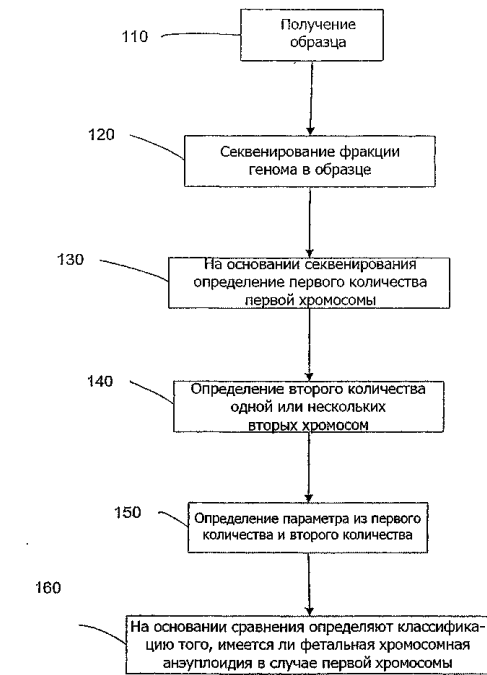 110
Получение
образца
120
Секвенирование фракции
генома в образце
130
На основании секвенирования
определение первого количества
первой хромосомы
140
Определение второго количества
одной или нескольких
вторых хромосом
150
Определение параметра из первого
количества и второго количества
160
На основании сравнения определяют классифика-
цию того, имеется ли фетальная хромосомная
анэуплоидия в случае первой хромосомы